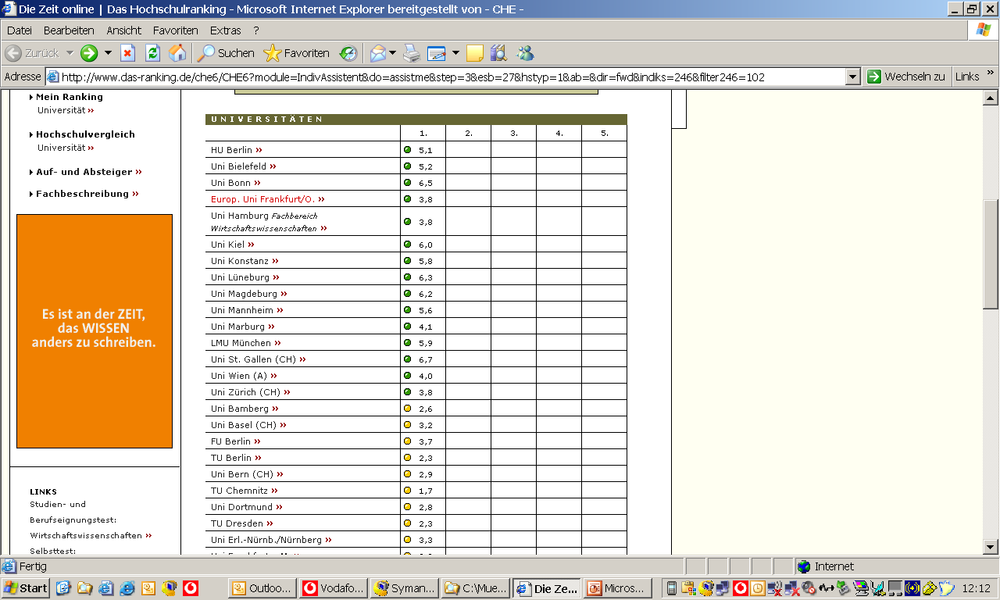 Die Zeit online | Das Hochschulranking - Microsoft Internet Explorer bereitgestellt von - CHE -
Datei Bearbeiten Ansicht Favoriten Extras ?
Zurück Suchen Favoriten
Adresse http://www.das-ranking.de/che6/CHE6?module=IndivAssistent&do=assistme&step=3&esb=27&hstyp=1&ab=&dir=fwd&indiks=246&filter246=102 Wechseln zu Links »
Mein Ranking
Universität »
Hochschulvergleich
Universität »
Auf- und Absteiger »
Fachbeschreibung »
Es ist an der ZEIT,
das WISSEN
anders zu schreiben.
LINKS
Studien- und
Berufseignungstest:
Wirtschaftswissenschaften »
Selbsttest:
UNIVERSITÄTEN
1. 2. 3. 4. 5.
HU Berlin » 5,1
Uni Bielefeld » 5,2
Uni Bonn » 6,5
Europ. Uni Frankfurt/O. » 3,8
Uni Hamburg Fachbereich
Wirtschaftswissenschaften » 3,8
Uni Kiel » 6,0
Uni Konstanz » 5,8
Uni Lüneburg » 6,3
Uni Magdeburg » 6,2
Uni Mannheim » 5,6
Uni Marburg » 4,1
LMU München » 5,9
Uni St. Gallen (CH) » 6,7
Uni Wien (A) » 4,0
Uni Zürich (CH) » 3,8
Uni Bamberg » 2,6
Uni Basel (CH) » 3,2
FU Berlin » 3,7
TU Berlin » 2,3
Uni Bern (CH) » 2,9
TU Chemnitz » 1,7
Uni Dortmund » 2,8
TU Dresden » 2,3
Uni Erl.-Nürnb./Nürnberg » 3,3
Fertig Internet
Start Outloo... Vodafo... Syman... C:\Mue... Die Ze... Micros... 12:12